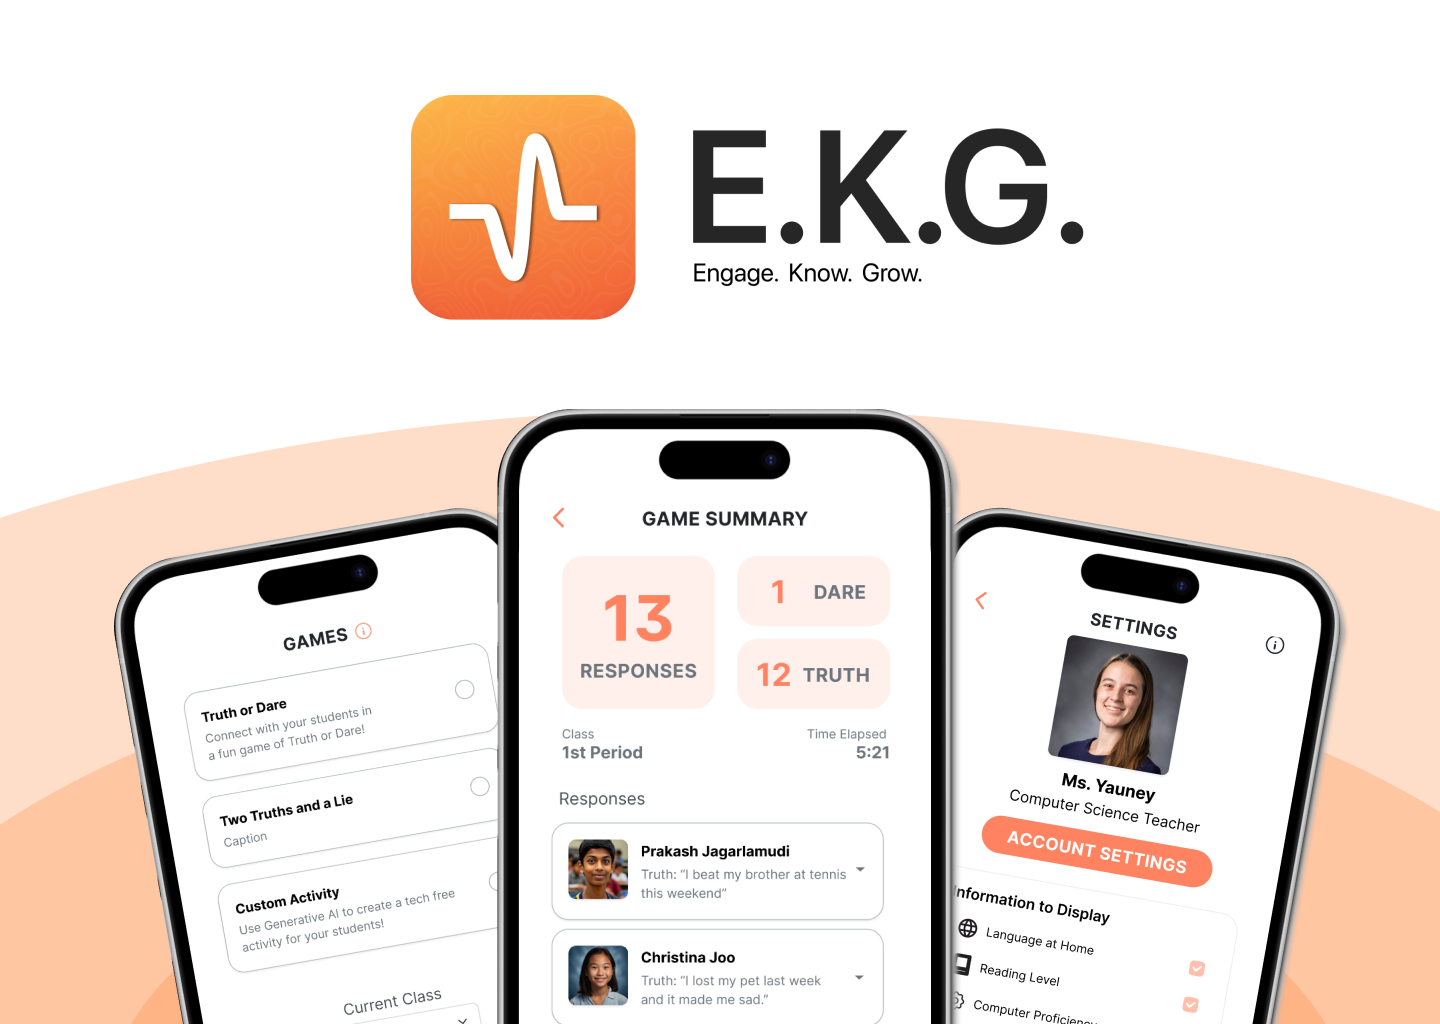 E.K.G.
Engage. Know. Grow.
GAMES
Truth or Dare
Connect with your students in
a fun game of Truth or Dare!
Two Truths and a Lie
Caption
Custom Activity
Use Generative AI to create a tech free
activity for your students!
Current Class
GAME SUMMARY
13
RESPONSES
1 DARE
12 TRUTH
Class
1st Period
Time Elapsed
5:21
Responses
Prakash Jagarlamudi
Truth: “I beat my brother at tennis
this weekend”
Christina Joo
Truth: “I lost my pet last week
and it made me sad.”
SETTINGS
Ms. Yauney
Computer Science Teacher
ACCOUNT SETTINGS
Information to Display
Language at Home
Reading Level
Computer Proficiency